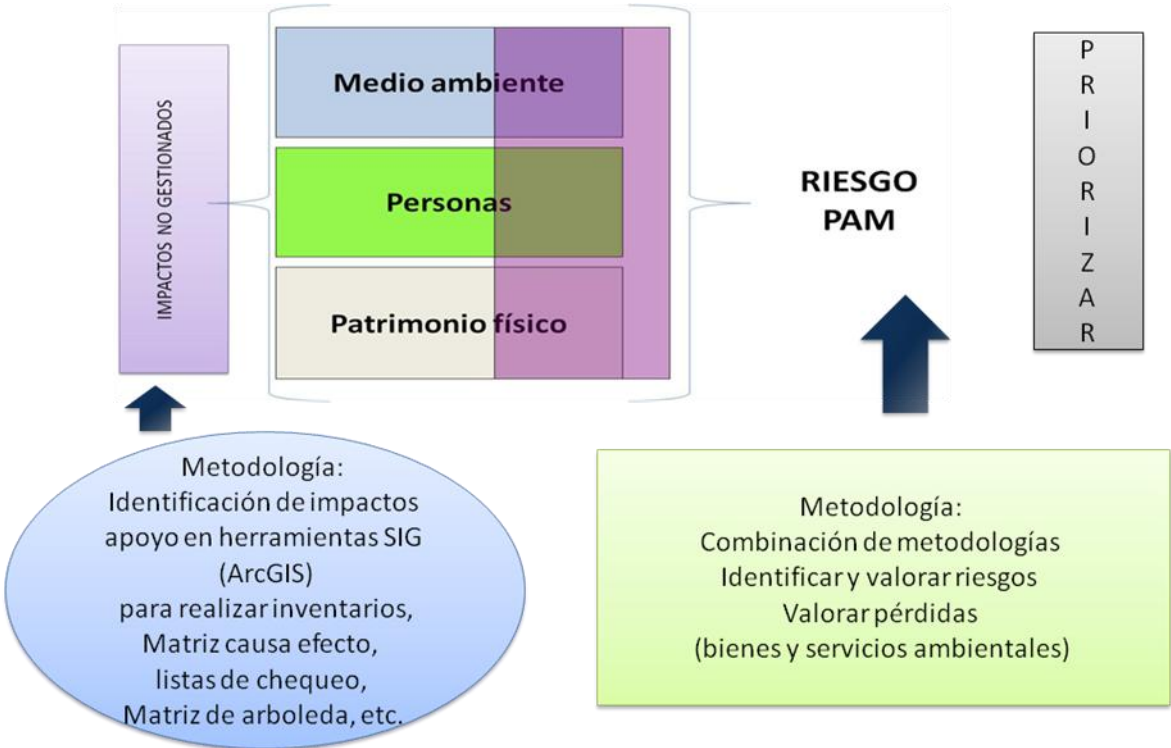 IMPACTOS NO GESTIONADOS
Medio ambiente
Personas
Patrimonio físico
RIESGO
PAM
PRIORIZAR
Metodología:
Identificación de impactos
apoyo en herramientas SIG
(ArcGIS)
para realizar inventarios,
Matriz causa efecto,
listas de chequeo,
Matriz de arboleda, etc.
Metodología:
Combinación de metodologías
Identificar y valorar riesgos
Valorar pérdidas
(bienes y servicios ambientales)